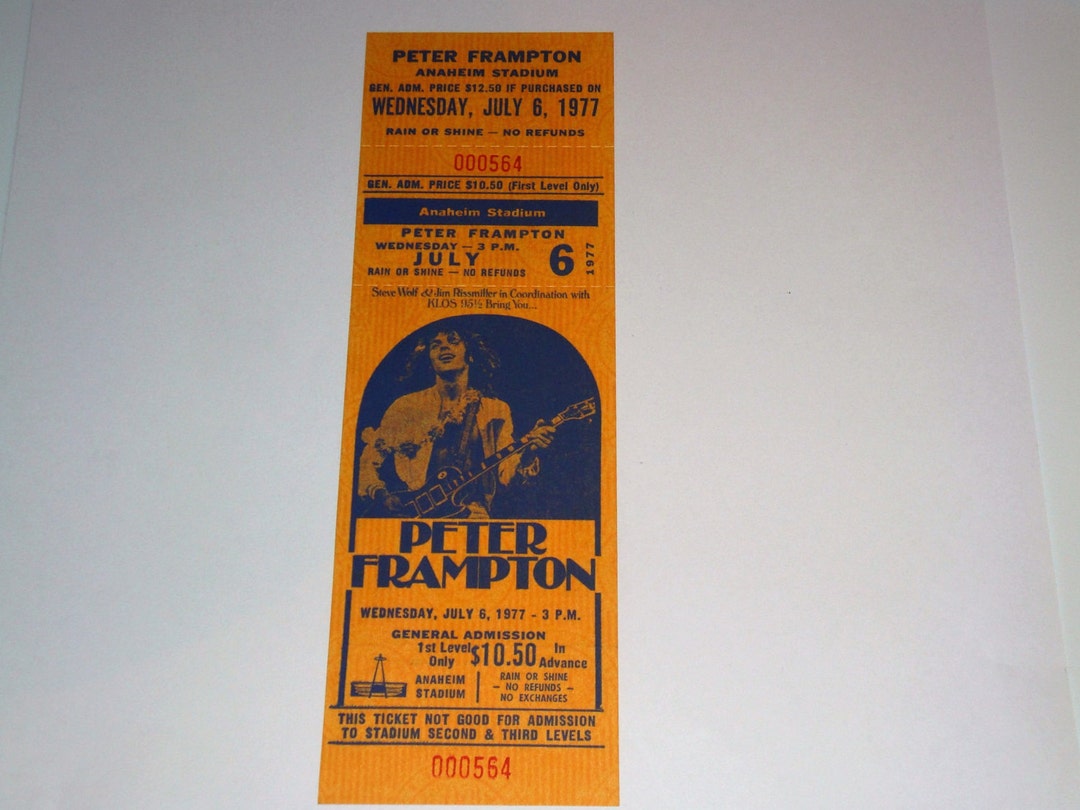 PETER FRAMPTON
ANAHEIM STADIUM
GEN. ADM. PRICE $12.50 IF PURCHASED ON
WEDNESDAY, JULY 6, 1977
RAIN OR SHINE — NO REFUNDS
000564
GEN. ADM. PRICE $10.50 (First Level Only)
Anaheim Stadium
PETER FRAMPTON
WEDNESDAY — 3 P.M.
JULY 6 1977
RAIN OR SHINE — NO REFUNDS
Steve Wolf & Jim Rissmiller in Coordination with
KLOS 95½ Bring You...
PETER
FRAMPTON
WEDNESDAY, JULY 6, 1977 - 3 P.M.
GENERAL ADMISSION
1st Level Only $10.50 In Advance
ANAHEIM STADIUM
RAIN OR SHINE
— NO REFUNDS —
NO EXCHANGES
THIS TICKET NOT GOOD FOR ADMISSION
TO STADIUM SECOND & THIRD LEVELS
000564